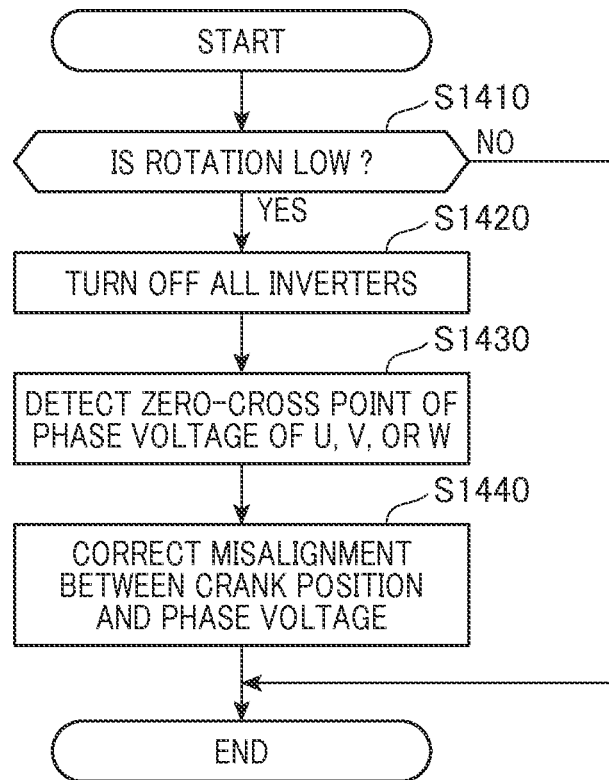 START
S1410
IS ROTATION LOW ?
NO
YES
S1420
TURN OFF ALL INVERTERS
S1430
DETECT ZERO-CROSS POINT OF
PHASE VOLTAGE OF U, V, OR W
S1440
CORRECT MISALIGNMENT
BETWEEN CRANK POSITION
AND PHASE VOLTAGE
END